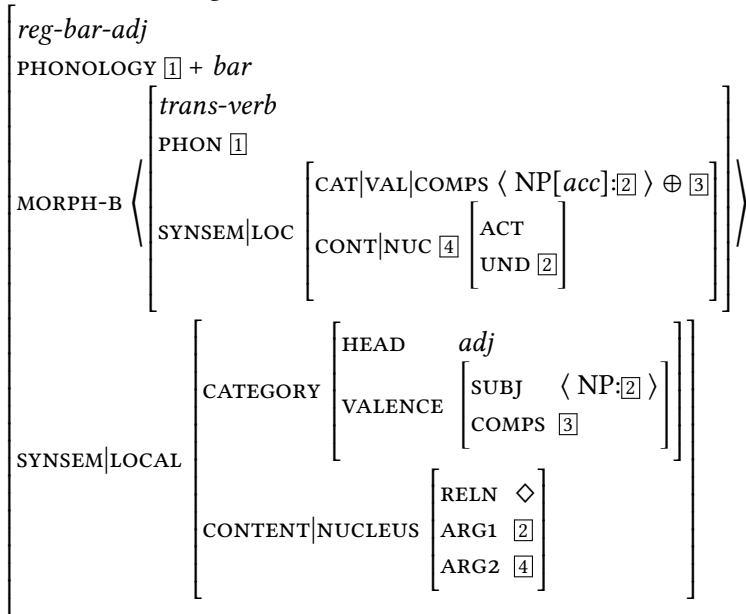 reg-bar-adj
PHONOLOGY 1 + bar
trans-verb
PHON 1
MORPH-B ⟨ SYNSEM|LOC CAT|VAL|COMPS ⟨ NP[acc]:2 ⟩ ⊕ 3 ⟩
CONT|NUC 4 ACT
UND 2
HEAD adj
CATEGORY VALENCE SUBJ ⟨ NP:2 ⟩
COMPS 3
SYNSEM|LOCAL
RELN ◇
CONTENT|NUCLEUS ARG1 2
ARG2 4